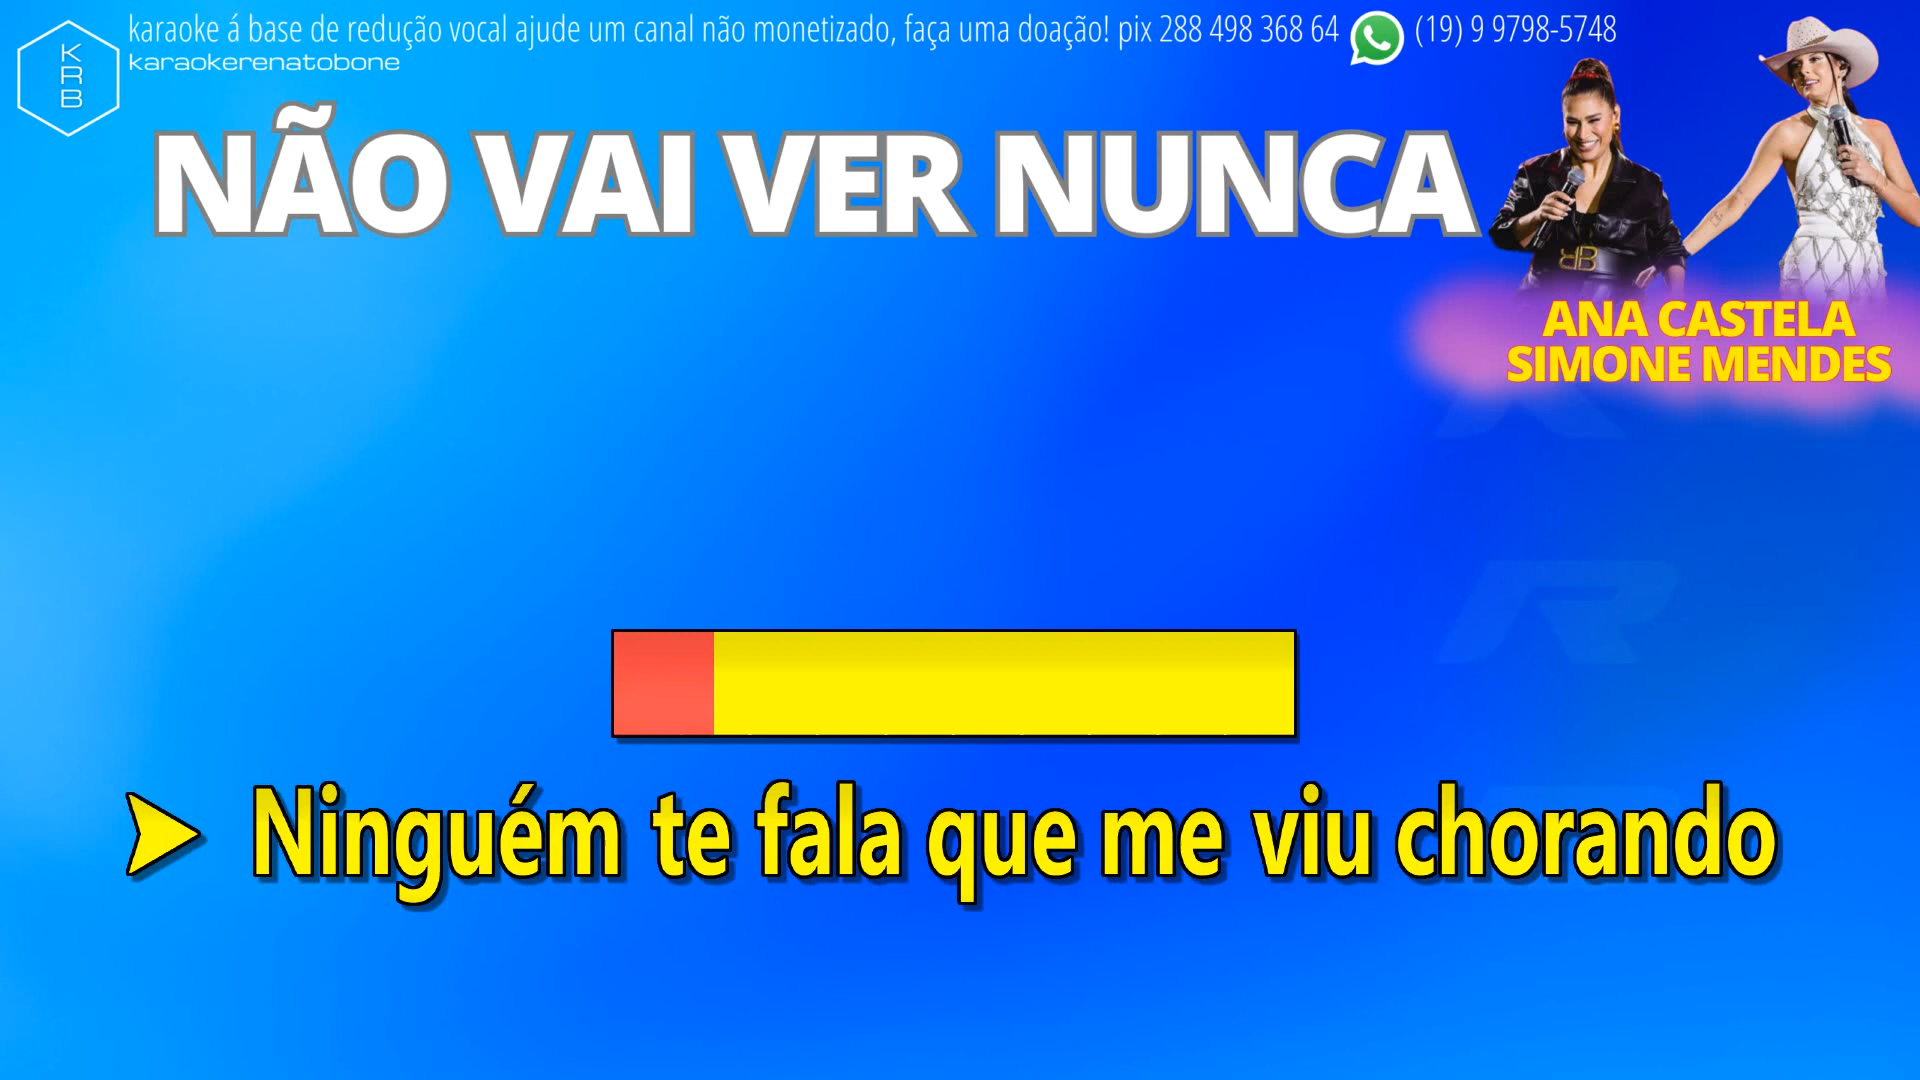 karaoke á base de redução vocal ajude um canal não monetizado, faça uma doação! pix 288 498 368 64 (19) 9 9798-5748
karaokerenatobone
KRB
NÃO VAI VER NUNCA
ANA CASTELA
SIMONE MENDES
Ninguém te fala que me viu chorando